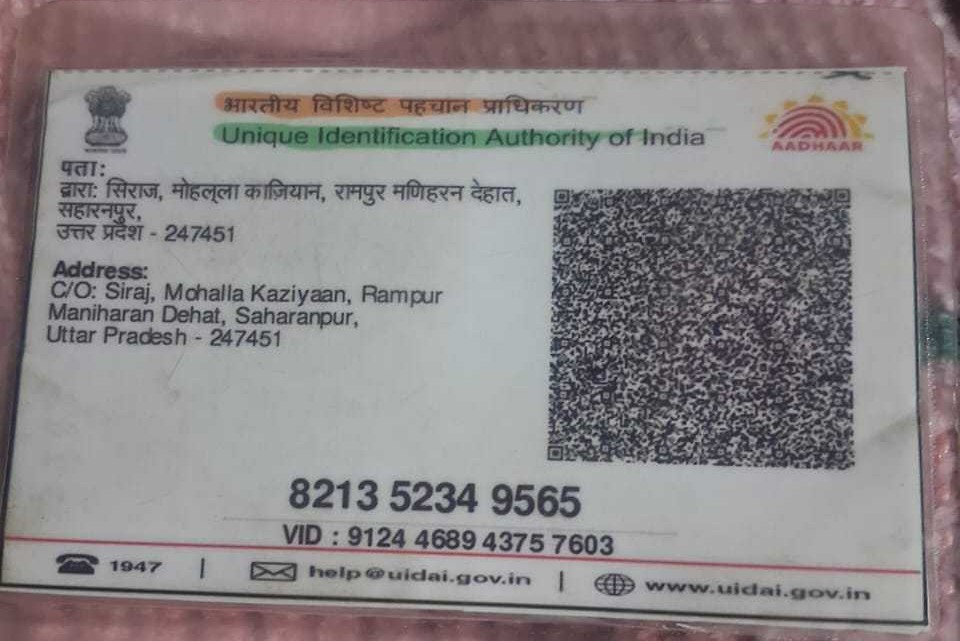 भारतीय विशिष्ट पहचान प्राधिकरण
Unique Identification Authority of India
AADHAAR
पता:
द्वारा: सिराज, मोहल्ला काज़ियान, रामपुर मणिहरन देहात,
सहारनपुर,
उत्तर प्रदेश - 247451
Address:
C/O: Siraj, Mohalla Kaziyaan, Rampur
Maniharan Dehat, Saharanpur,
Uttar Pradesh - 247451
8213 5234 9565
VID : 9124 4689 4375 7603
1947 | help@uidai.gov.in | www.uidai.gov.in